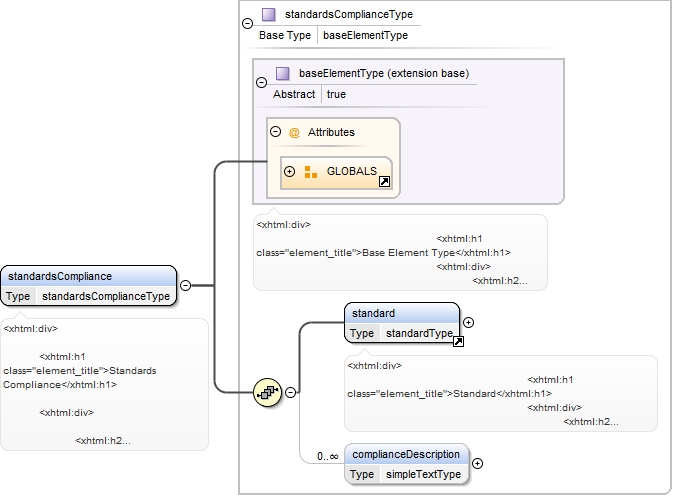 standardsComplianceType
Base Type baseElementType
baseElementType (extension base)
Abstract true
@ Attributes
GLOBALS
<xhtml:div>
<xhtml:h1
class="element_title">Base Element Type</xhtml:h1>
<xhtml:div>
<xhtml:h2...
standardsCompliance
Type standardsComplianceType
<xhtml:div>
<xhtml:h1
class="element_title">Standards
Compliance</xhtml:h1>
<xhtml:div>
<xhtml:h2...
standard
Type standardType
<xhtml:div>
<xhtml:h1
class="element_title">Standard</xhtml:h1>
<xhtml:div>
<xhtml:h2...
0..∞
complianceDescription
Type simpleTextType